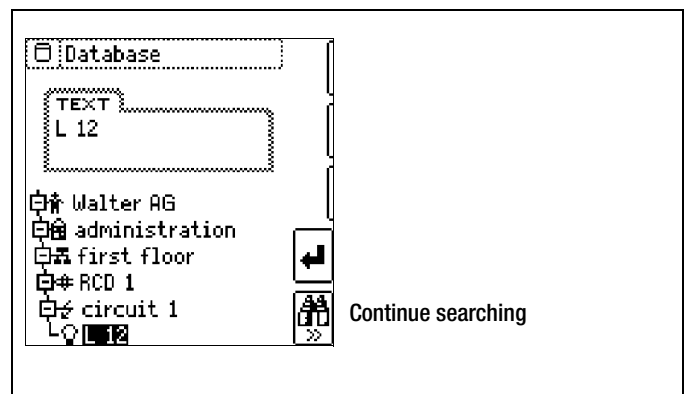 Database
TEXT
L 12
Walter AG
administration
first floor
RCD 1
circuit 1
L 12
>>
Continue searching